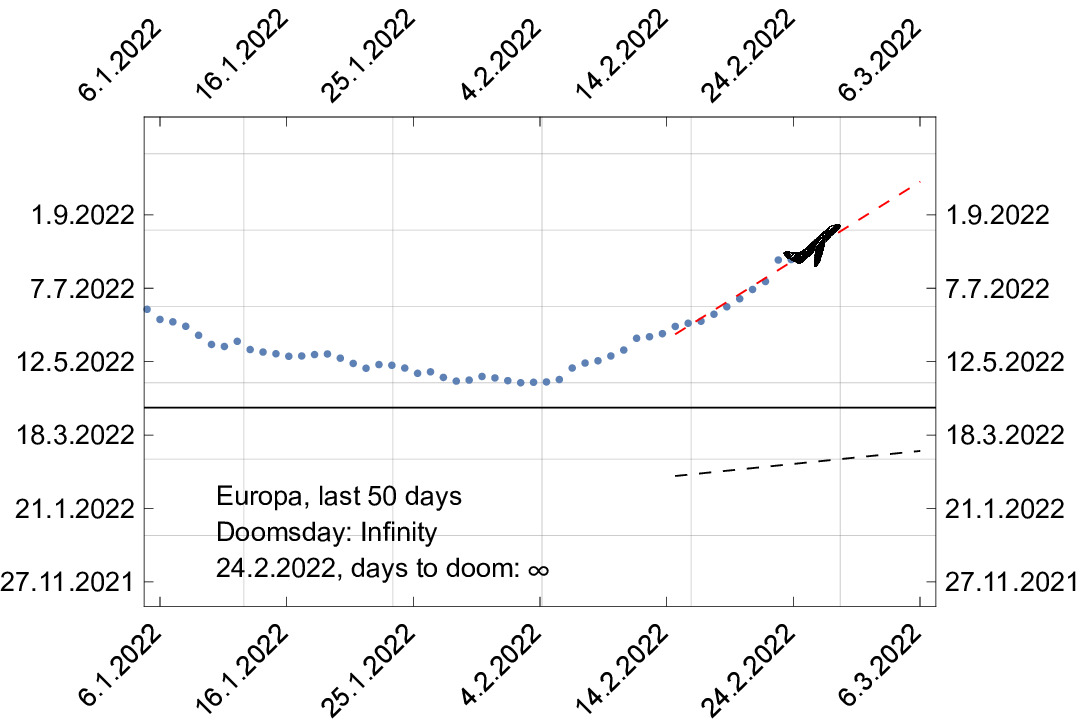 6.1.2022 16.1.2022 25.1.2022 4.2.2022 14.2.2022 24.2.2022 6.3.2022
1.9.2022 1.9.2022
7.7.2022 7.7.2022
12.5.2022 12.5.2022
18.3.2022 18.3.2022
Europa, last 50 days
21.1.2022 21.1.2022
Doomsday: Infinity
24.2.2022, days to doom: ∞
27.11.2021 27.11.2021
6.1.2022 16.1.2022 25.1.2022 4.2.2022 14.2.2022 24.2.2022 6.3.2022